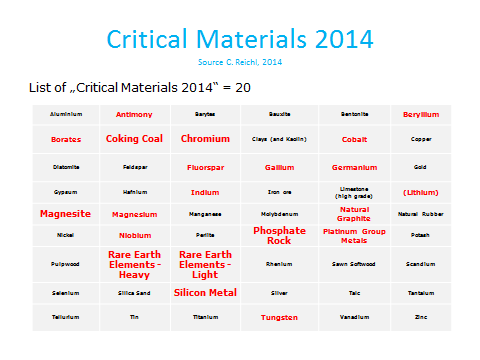 Critical Materials 2014
Source C. Reichl, 2014
List of „Critical Materials 2014“ = 20
Aluminium Antimony Barytes Bauxite Bentonite Beryllium
Borates Coking Coal Chromium Clays (and Kaolin) Cobalt Copper
Diatomite Feldspar Fluorspar Gallium Germanium Gold
Gypsum Hafnium Indium Iron ore Limestone (high grade) (Lithium)
Magnesite Magnesium Manganese Molybdenum Natural Graphite Natural Rubber
Nickel Niobium Perlite Phosphate Rock Platinum Group Metals Potash
Pulpwood Rare Earth Elements - Heavy Rare Earth Elements - Light Rhenium Sawn Softwood Scandium
Selenium Silica Sand Silicon Metal Silver Talc Tantalum
Tellurium Tin Titanium Tungsten Vanadium Zinc